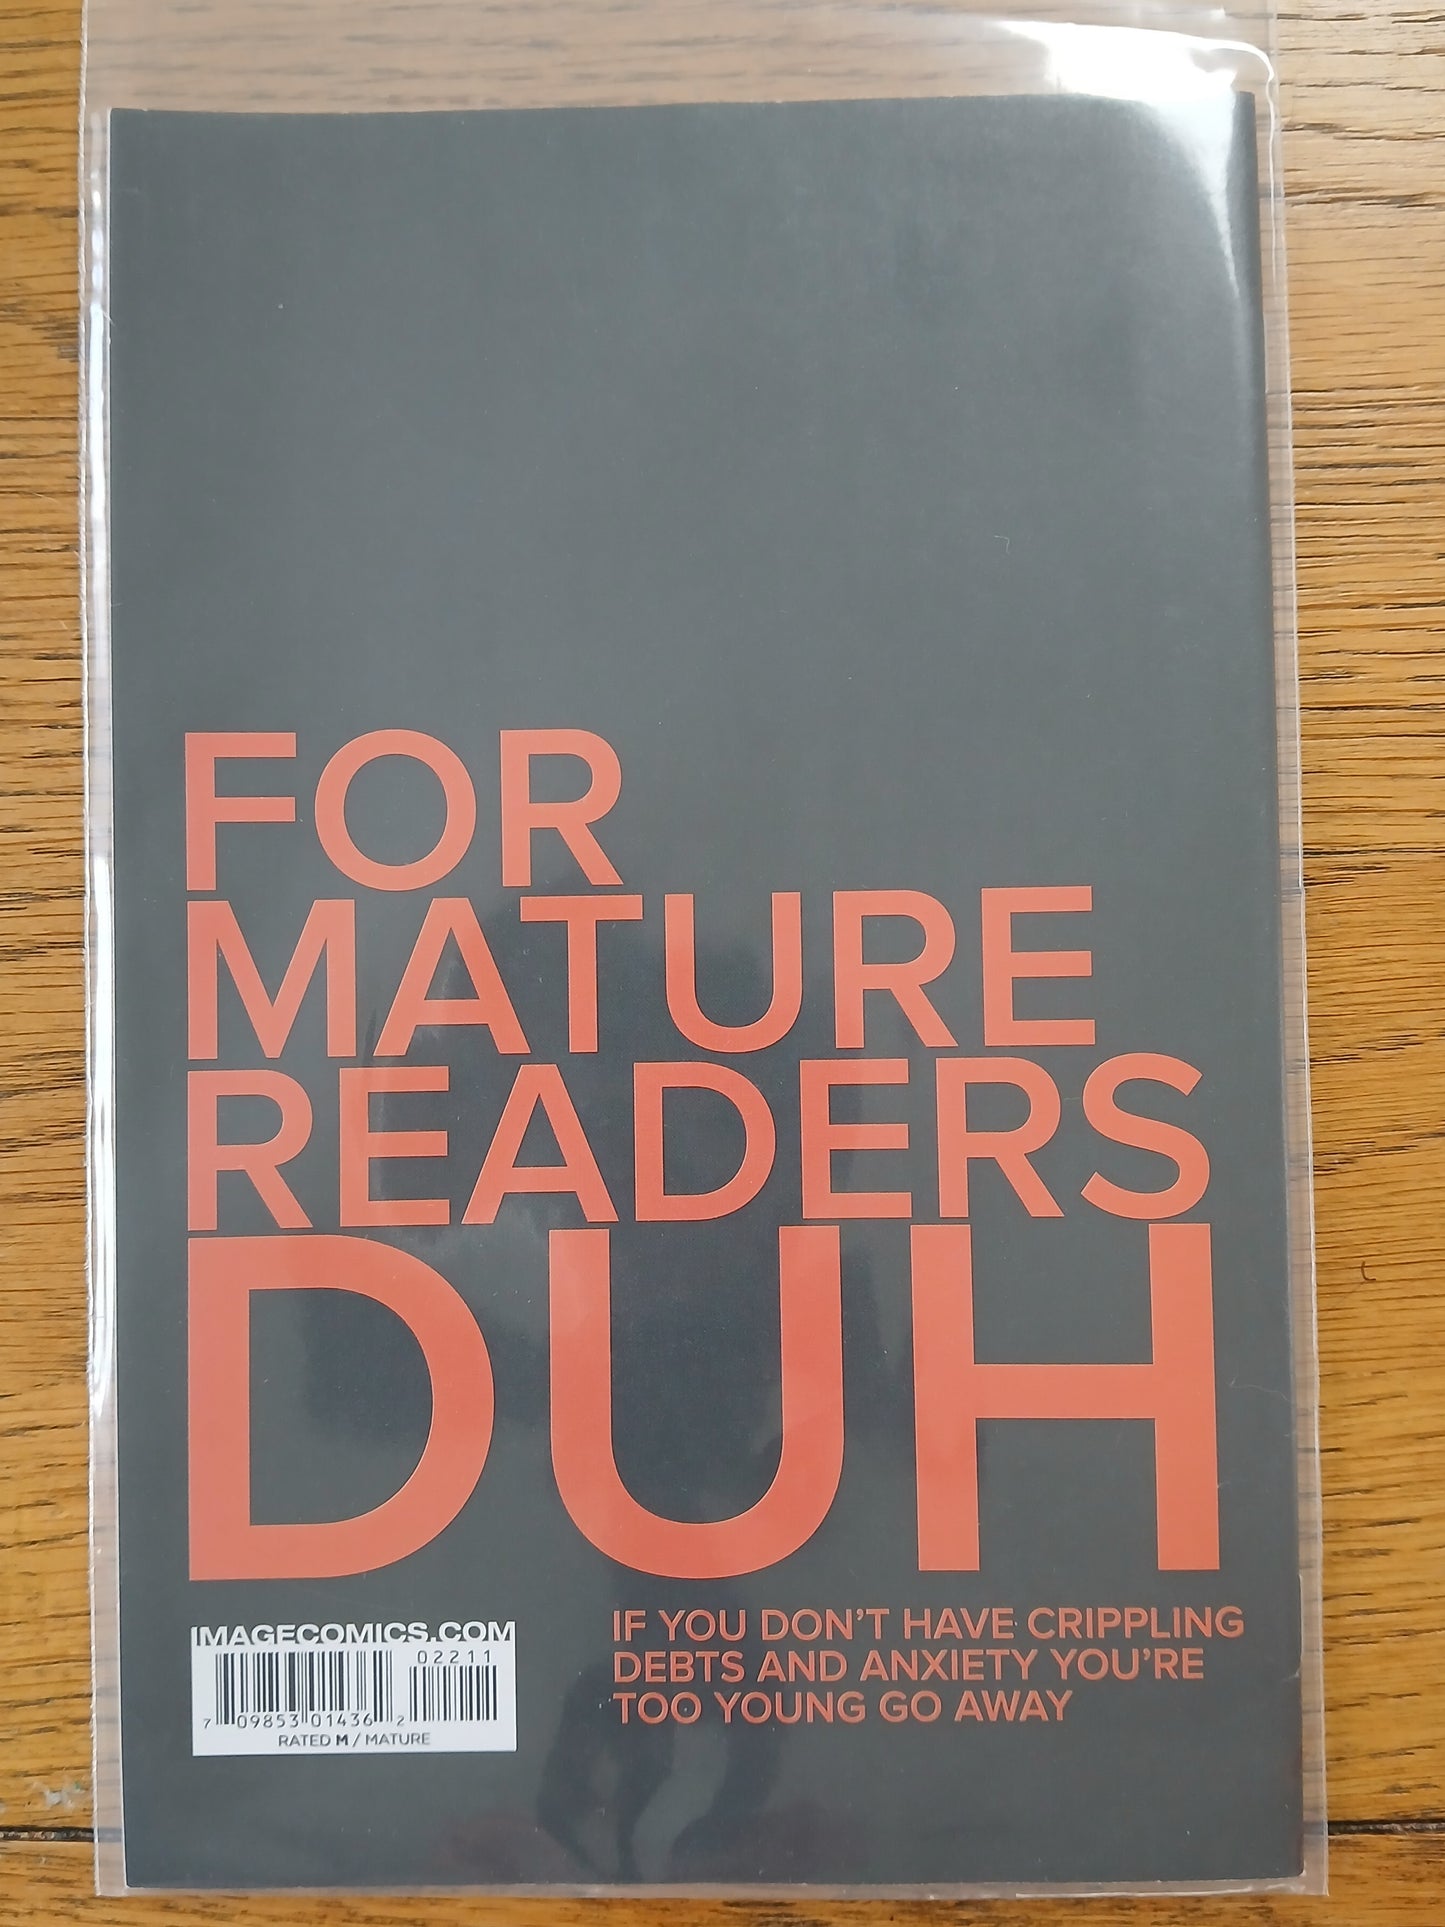 FOR
MATURE
READERS
DUH
IMAGECOMICS.COM
02211
7 09853 01436 2
RATED M / MATURE
IF YOU DON'T HAVE CRIPPLING
DEBTS AND ANXIETY YOU'RE
TOO YOUNG GO AWAY